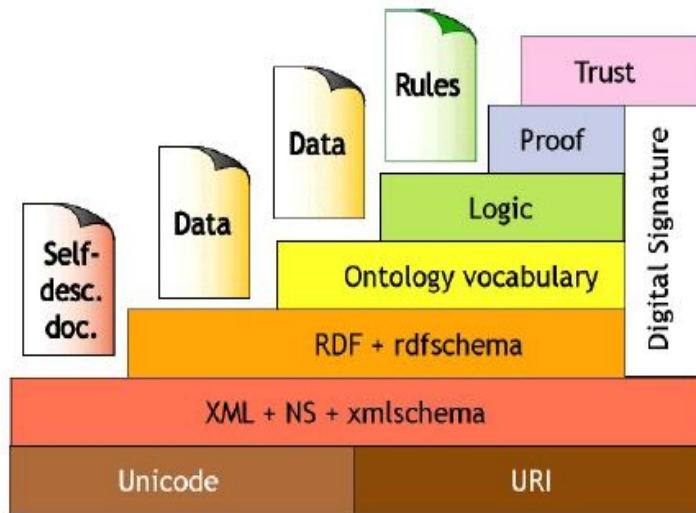 Rules
Trust
Data
Proof
Data
Logic
Digital Signature
Self-
desc.
doc.
Ontology vocabulary
RDF + rdfschema
XML + NS + xmlschema
Unicode
URI